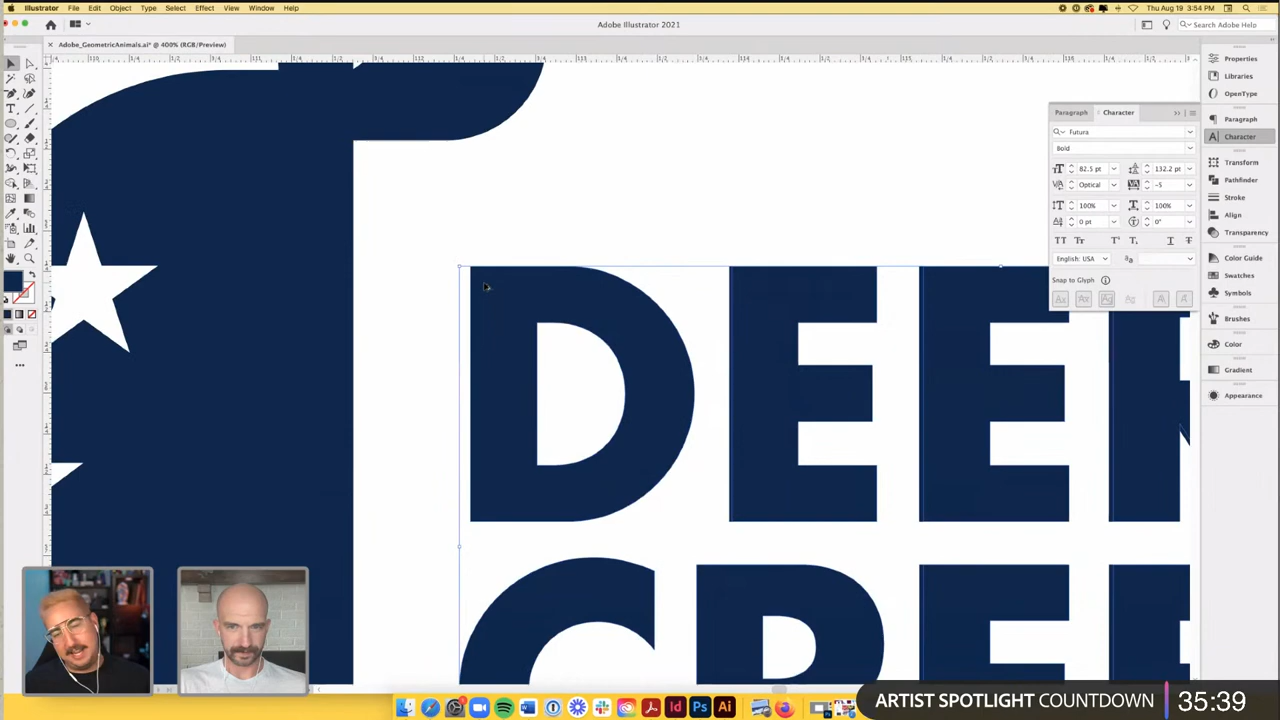 Illustrator File Edit Object Type Select Effect View Window Help
Thu Aug 19 3:54 PM
Adobe Illustrator 2021
Search Adobe Help
Adobe_GeometricAnimals.ai* @ 400% (RGB/Preview)
Properties
Libraries
OpenType
Paragraph
Character
Transform
Pathfinder
Stroke
Align
Transparency
Color Guide
Swatches
Symbols
Brushes
Color
Gradient
Appearance
Paragraph Character
Futura
Bold
82.5 pt 132.2 pt
Optical -5
100% 100%
0 pt 0°
English: USA
Snap to Glyph
DEE
CREE
ARTIST SPOTLIGHT COUNTDOWN 35:39